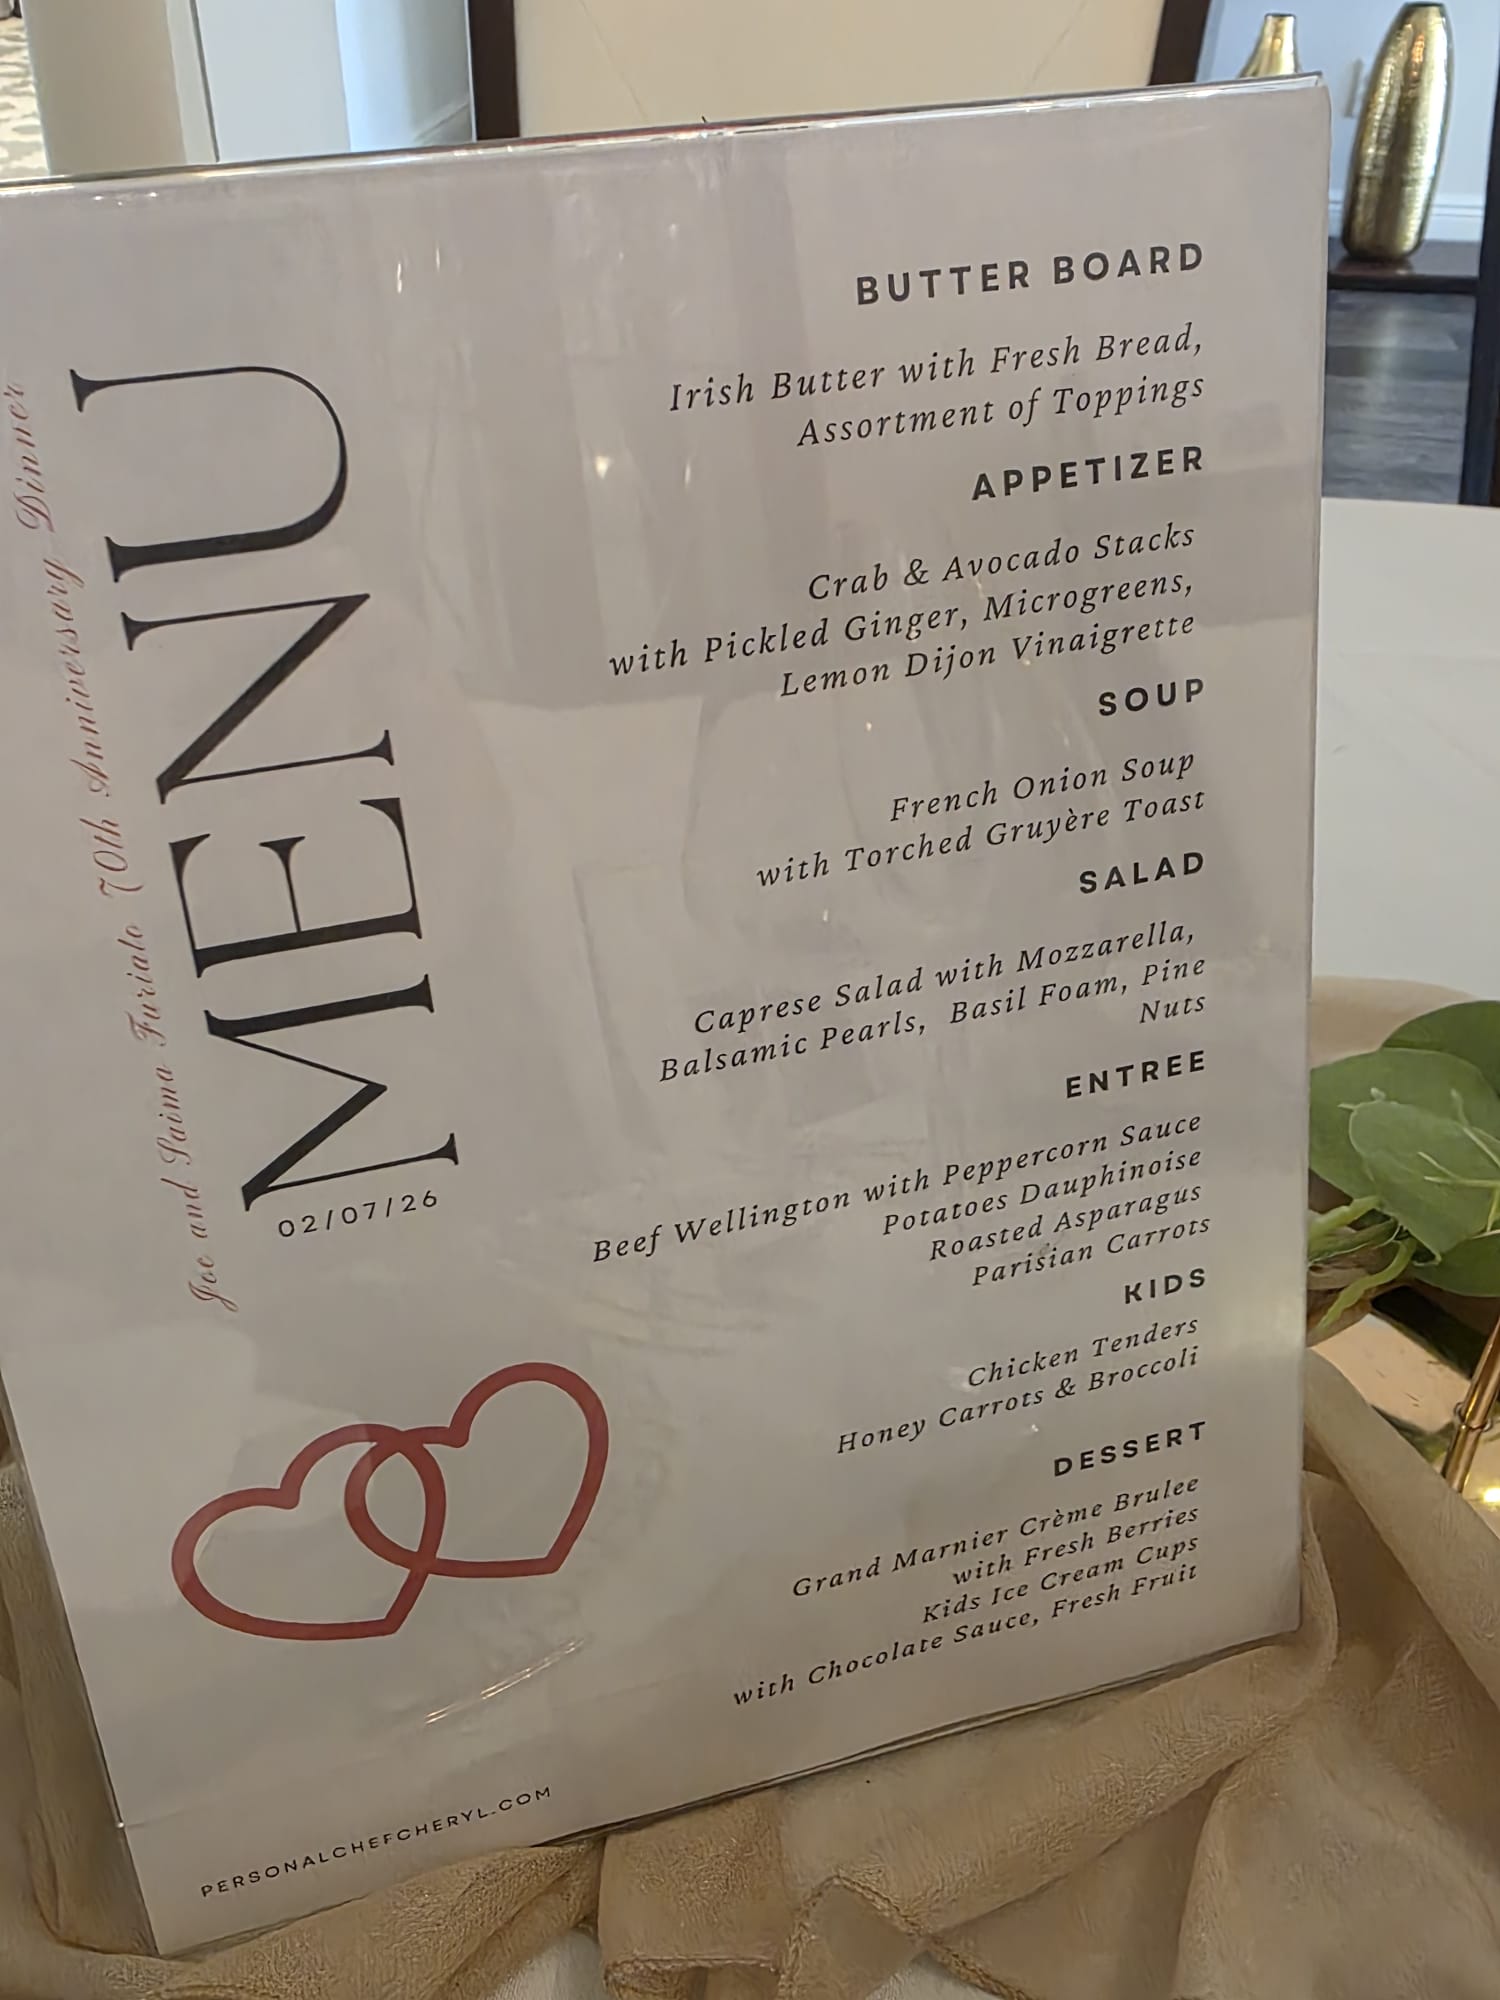 Joe and Saima Furiato 70th Anniversary Dinner
MENU
02/07/26
BUTTER BOARD
Irish Butter with Fresh Bread,
Assortment of Toppings
APPETIZER
Crab & Avocado Stacks
with Pickled Ginger, Microgreens,
Lemon Dijon Vinaigrette
SOUP
French Onion Soup
with Torched Gruyère Toast
SALAD
Caprese Salad with Mozzarella,
Balsamic Pearls, Basil Foam, Pine
Nuts
ENTREE
Beef Wellington with Peppercorn Sauce
Potatoes Dauphinoise
Roasted Asparagus
Parisian Carrots
KIDS
Chicken Tenders
Honey Carrots & Broccoli
DESSERT
Grand Marnier Crème Brulee
with Fresh Berries
Kids Ice Cream Cups
with Chocolate Sauce, Fresh Fruit
PERSONALCHEFCHERYL.COM